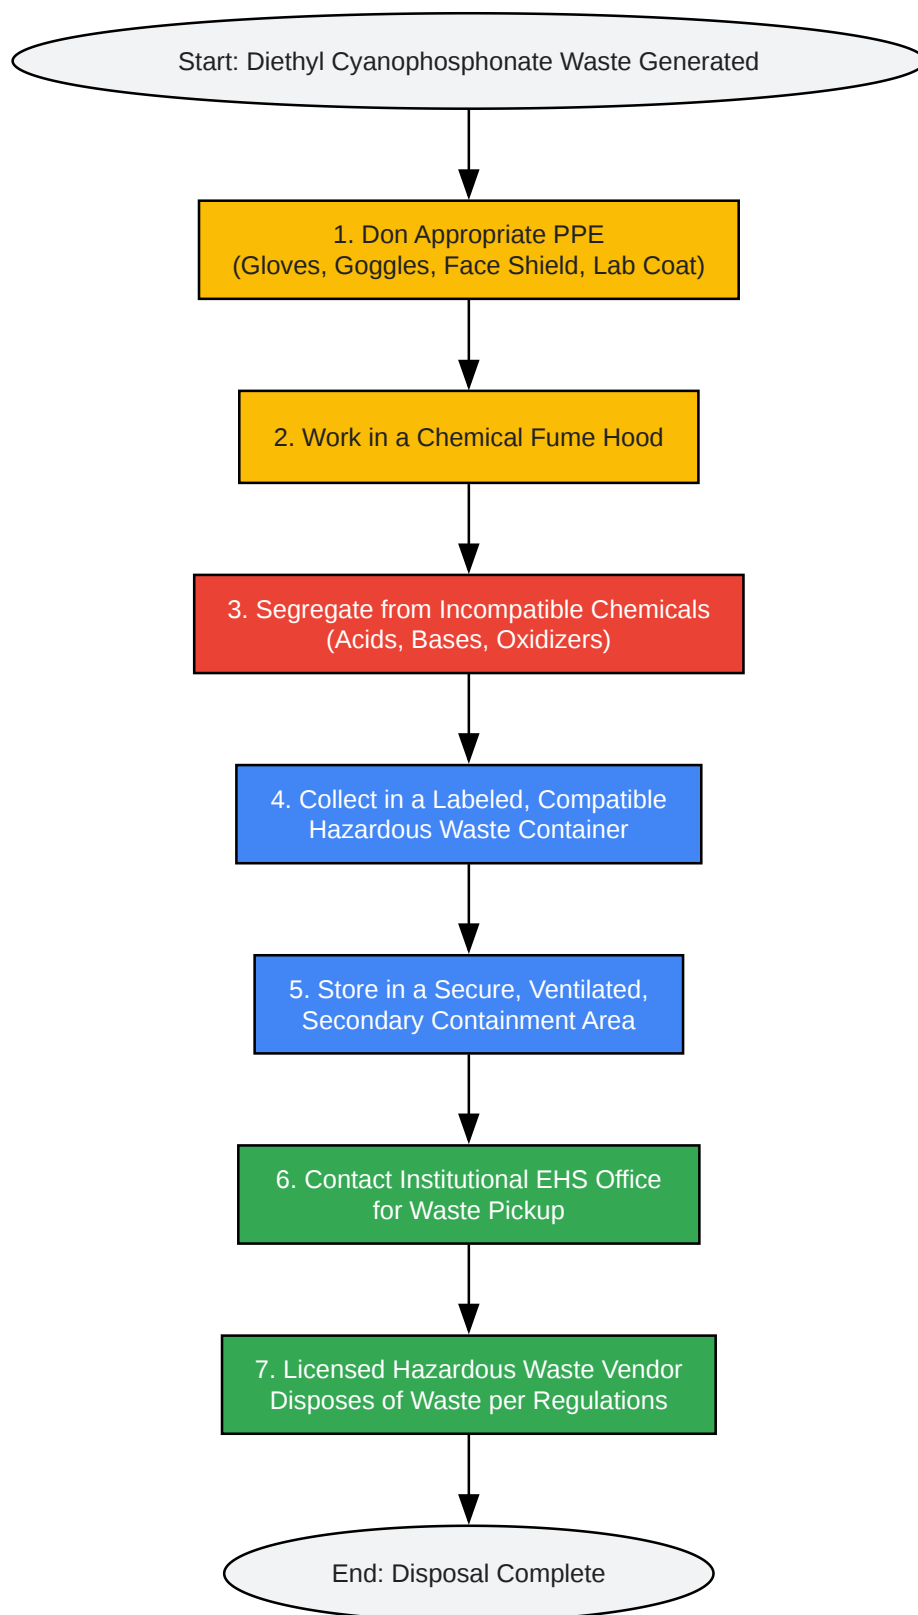 Start: Diethyl Cyanophosphonate Waste Generated
1. Don Appropriate PPE
(Gloves, Goggles, Face Shield, Lab Coat)
2. Work in a Chemical Fume Hood
3. Segregate from Incompatible Chemicals
(Acids, Bases, Oxidizers)
4. Collect in a Labeled, Compatible
Hazardous Waste Container
5. Store in a Secure, Ventilated,
Secondary Containment Area
6. Contact Institutional EHS Office
for Waste Pickup
7. Licensed Hazardous Waste Vendor
Disposes of Waste per Regulations
End: Disposal Complete